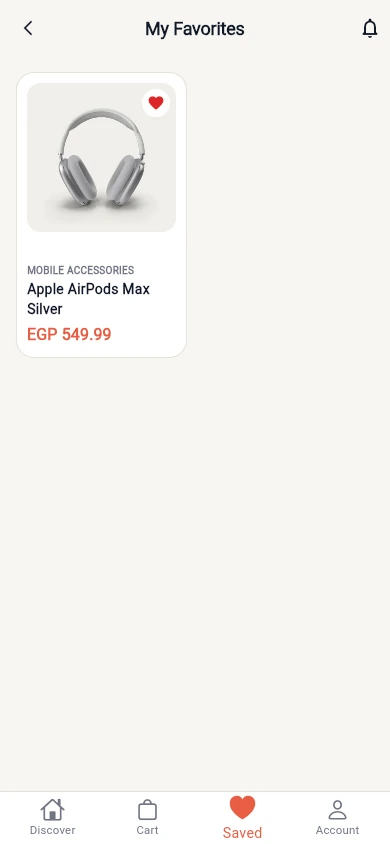 My Favorites
MOBILE ACCESSORIES
Apple AirPods Max
Silver
EGP 549.99
Discover
Cart
Saved
Account